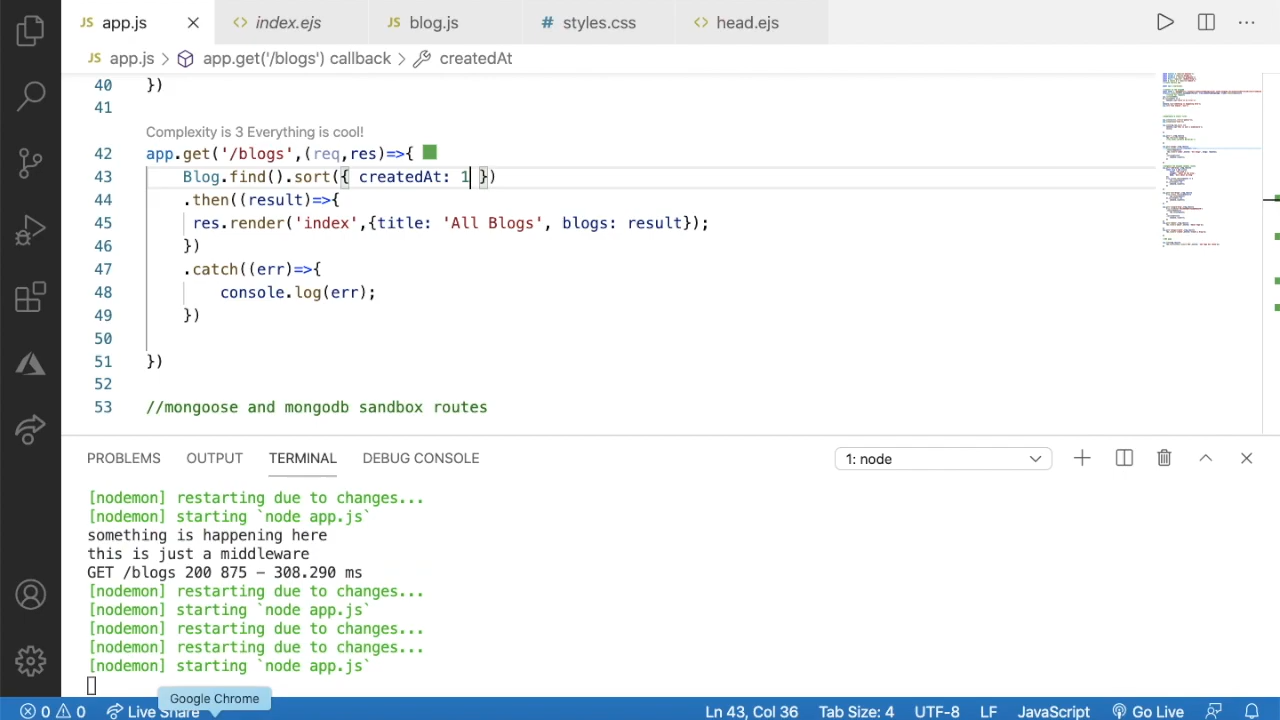 JS app.js
<> index.ejs
JS blog.js
# styles.css
<> head.ejs
JS app.js > app.get('/blogs') callback > createdAt
40 })
41
Complexity is 3 Everything is cool!
42 app.get('/blogs req,res)=>{
43 Blog.find().sort({ createdAt: 1 })
44 .then((result)=>{
45 res.render index',{title: 'All logs', blogs: result});
46 })
47 .catch((err)=>{
48 console.log(err);
49 })
50
51 })
52
53 //mongoose and mongodb sandbox routes
PROBLEMS OUTPUT TERMINAL DEBUG CONSOLE 1: node
[nodemon] restarting due to changes...
[nodemon] starting `node app.js`
something is happening here
this is just a middleware
GET /blogs 200 875 - 308.290 ms
[nodemon] restarting due to changes...
[nodemon] starting `node app.js`
[nodemon] restarting due to changes...
[nodemon] restarting due to changes...
[nodemon] starting `node app.js`
Google Chrome
0 0 Live Share Ln 43, Col 36 Tab Size: 4 UTF-8 LF JavaScript Go Live